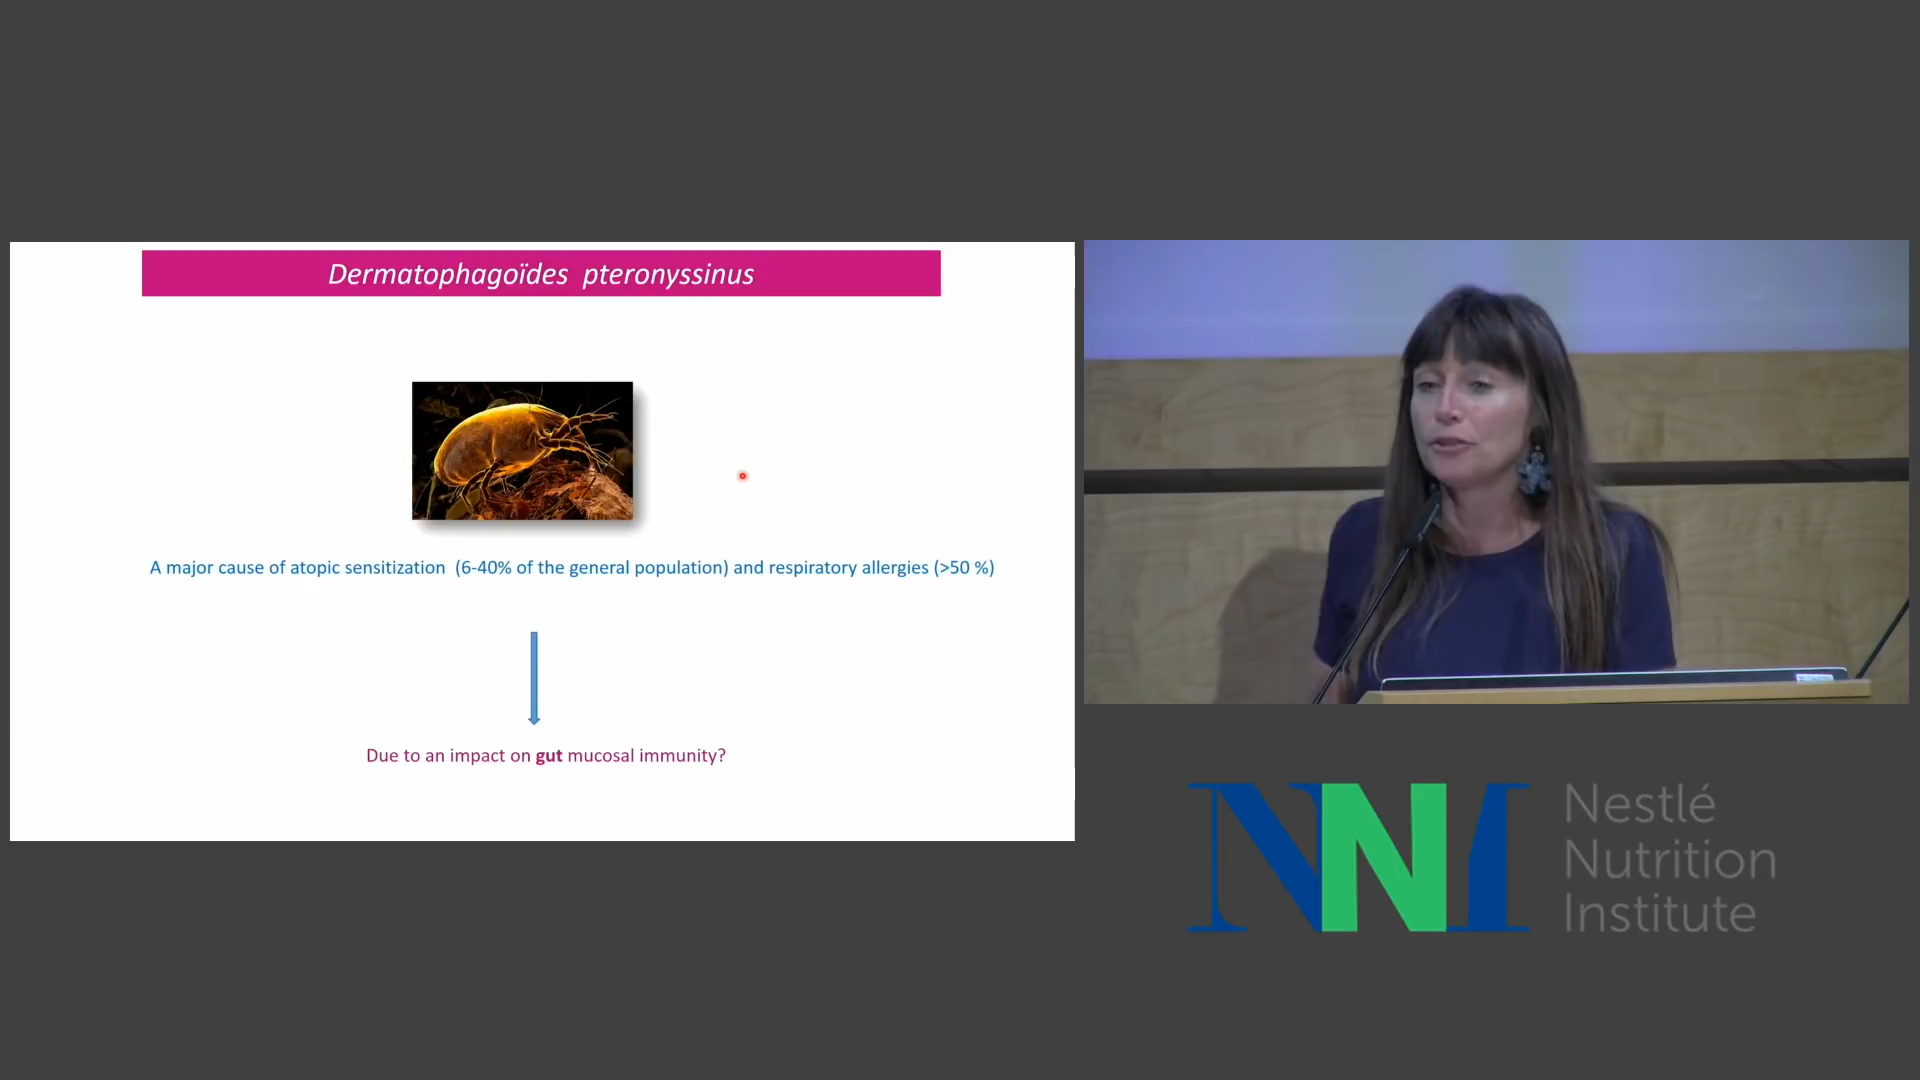 Dermatophagoïdes pteronyssinus
A major cause of atopic sensitization (6-40% of the general population) and respiratory allergies (>50 %)
Due to an impact on gut mucosal immunity?
NNI
Nestlé
Nutrition
Institute